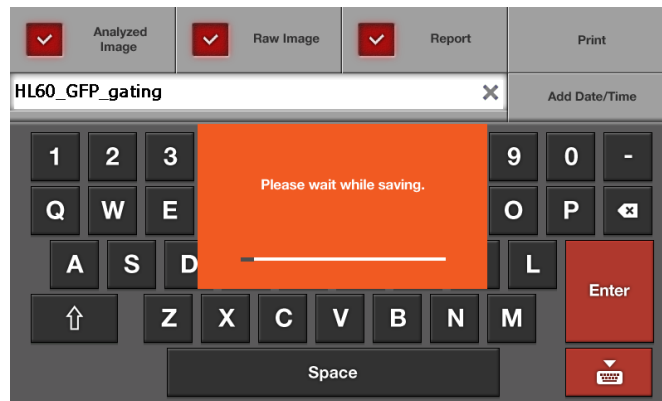 Analyzed
Image
Raw Image
Report
Print
HL60_GFP_gating
Add Date/Time
1 2 3 9 0 -
Please wait while saving.
Q W E O P
A S D L
Enter
Z X C V B N M
Space